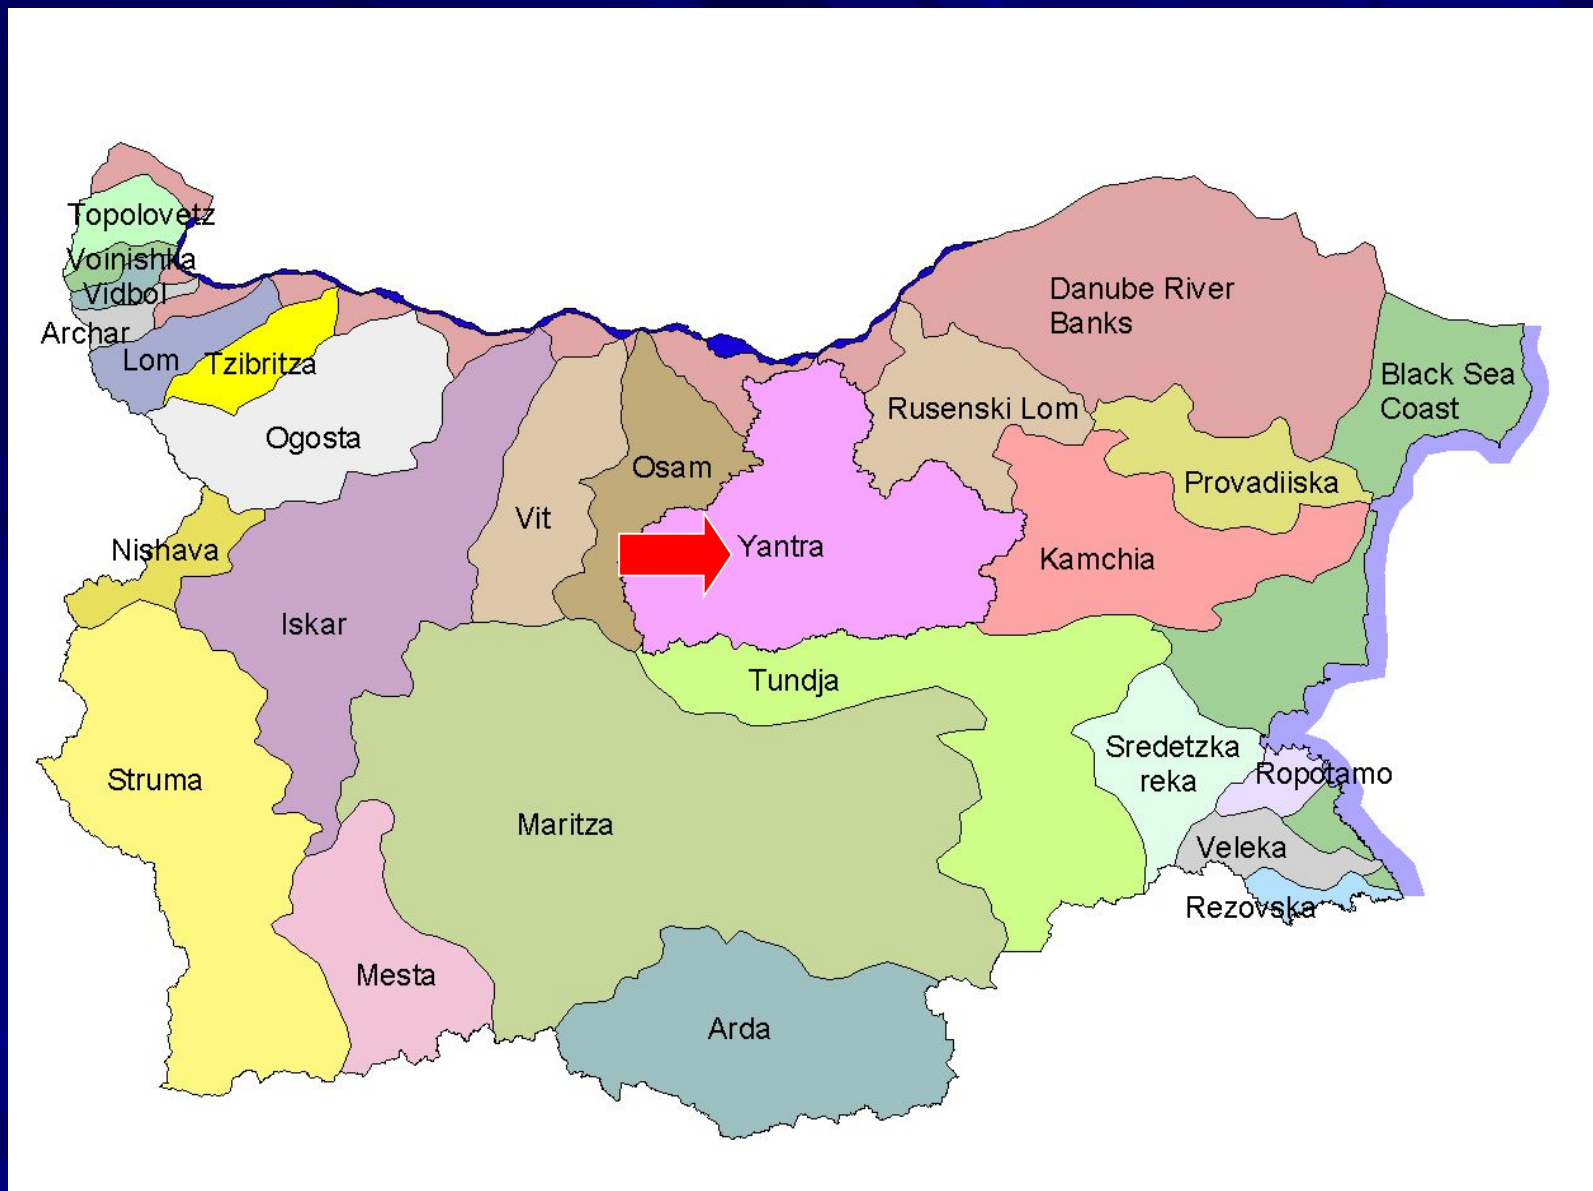 Topolovetz
Voinishka
Vidbol
Archar
Lom
Tzibritza
Ogosta
Danube River
Banks
Black Sea
Coast
Rusenski Lom
Osam
Provadiiska
Vit
Nishava
Yantra
Kamchia
Iskar
Tundja
Struma
Sredetzka
reka
Ropotamo
Maritza
Veleka
Rezovska
Mesta
Arda